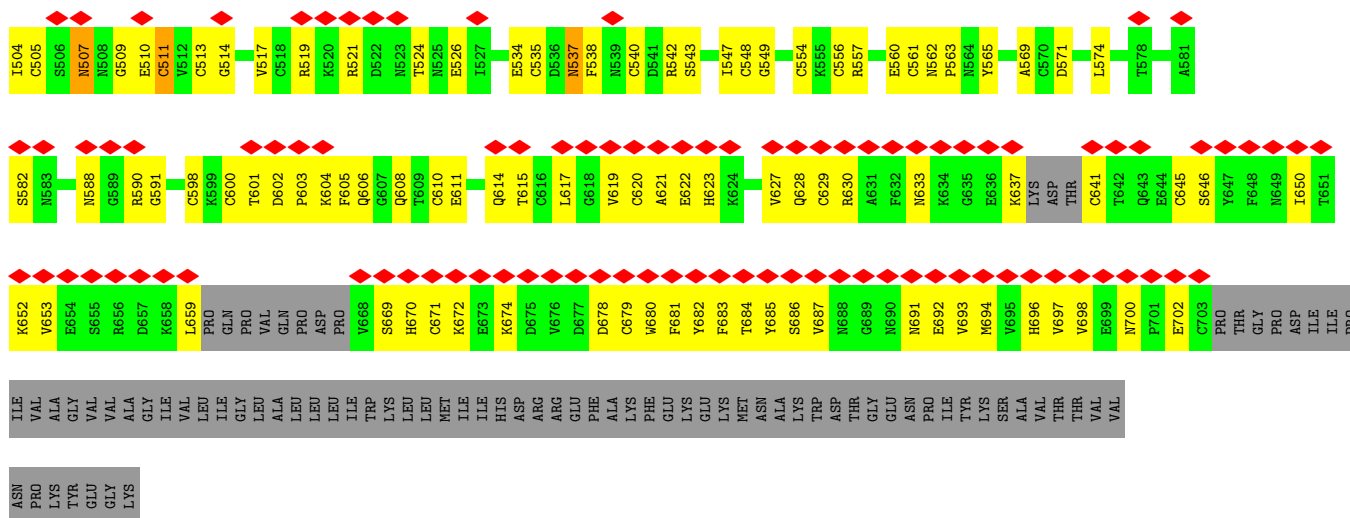 I504 C505 S506 N507 N508 G509 E510 C511 V512 C513 G514 V517 C518 R519 K520 R521 D522 N523 T524 N525 E526 I527 E534 C535 D536 N537 F538 N539 C540 D541 R542 S543 I547 C548 G549 C554 K555 C556 R557 E560 C561 N562 P563 N564 Y565 A569 C570 D571 L574 T578 A581
S582 N583 N588 G589 R590 G591 C598 K599 C600 T601 D602 P603 K604 F605 Q606 G607 Q608 T609 C610 E611 Q614 T615 C616 L617 G618 V619 C620 A621 E622 H623 K624 V627 Q628 C629 R630 A631 F632 N633 K634 G635 E636 K637 LYS ASP THR C641 T642 Q643 E644 C645 S646 Y647 F648 N649 I650 T651
K652 V653 E654 S655 R656 D657 K658 L659 PRO GLN PRO VAL GLN PRO ASP PRO V668 S669 H670 C671 K672 E673 K674 D675 V676 D677 D678 C679 W680 F681 Y682 F683 T684 Y685 S686 V687 N688 G689 N690 N691 E692 V693 M694 V695 H696 V697 V698 E699 N700 P701 E702 C703 PRO THR GLY PRO ASP ILE ILE PRO
ILE VAL ALA GLY VAL VAL ALA GLY ILE VAL LEU ILE GLY LEU ALA LEU LEU LEU ILE TRP LYS LEU LEU MET ILE ILE HIS ASP ARG ARG GLU PHE ALA LYS PHE GLU LYS GLU LYS MET ASN ALA LYS TRP ASP THR GLY GLU ASN PRO ILE TYR LYS SER ALA VAL THR THR VAL VAL
ASN PRO LYS TYR GLU GLY LYS